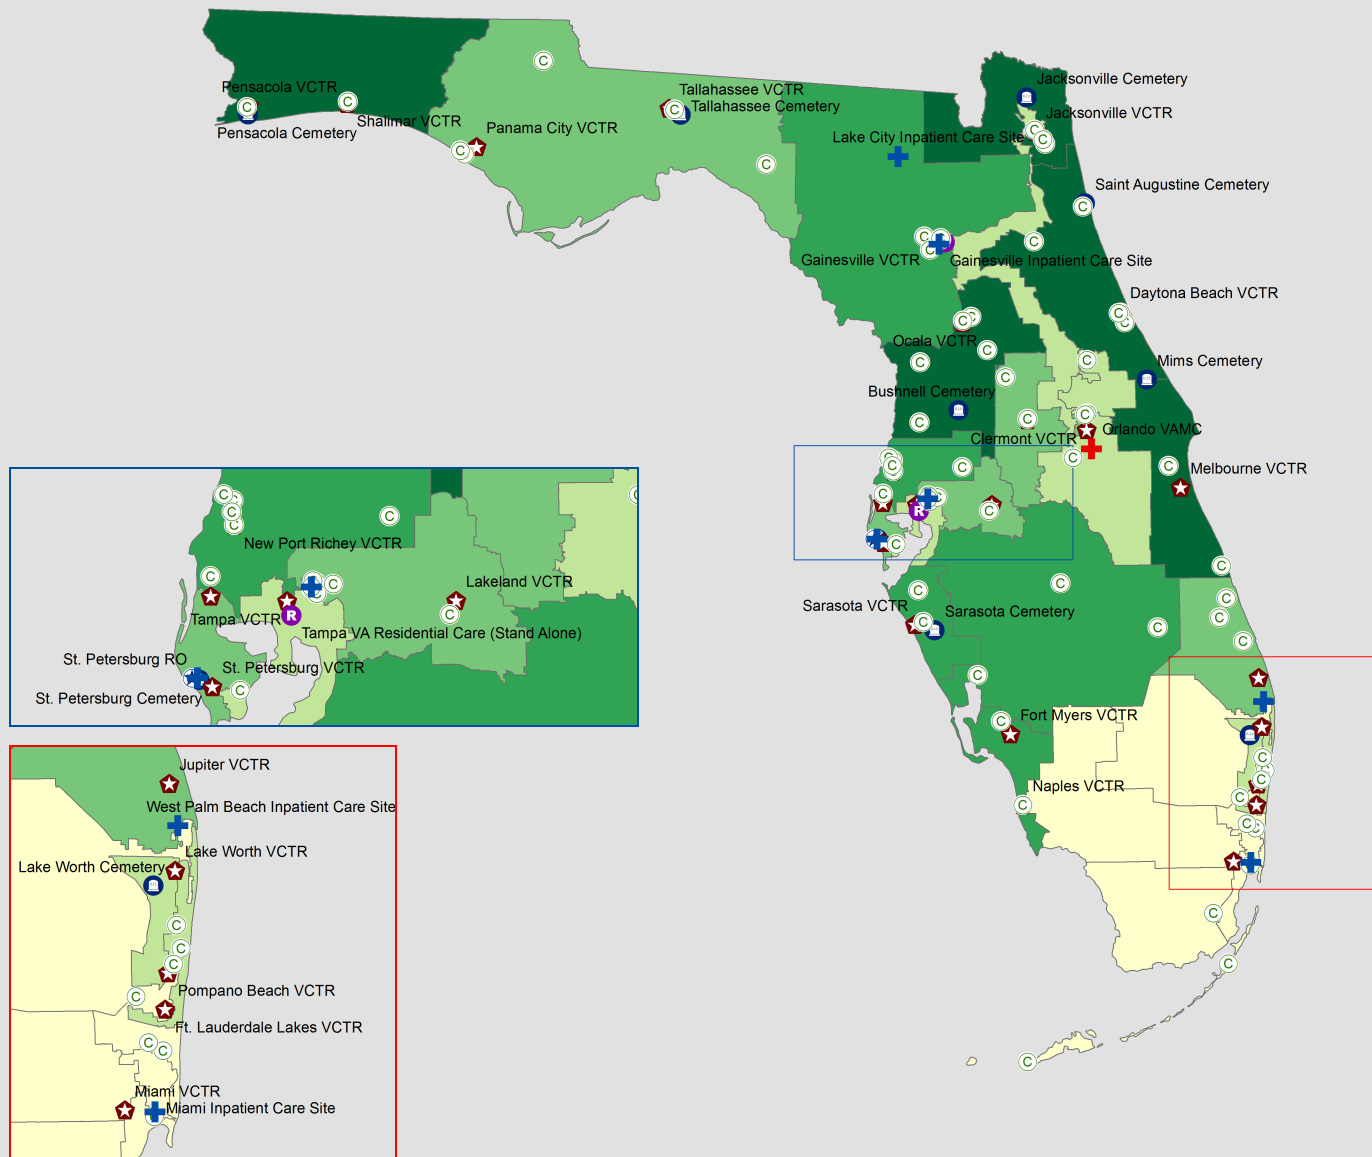 Pensacola VCTR
Pensacola Cemetery
Shalimar VCTR
Panama City VCTR
Tallahassee VCTR
Tallahassee Cemetery
Jacksonville Cemetery
Jacksonville VCTR
Lake City Inpatient Care Site
Saint Augustine Cemetery
Gainesville VCTR
Gainesville Inpatient Care Site
Daytona Beach VCTR
Ocala VCTR
Mims Cemetery
Bushnell Cemetery
Orlando VAMC
Clermont VCTR
Melbourne VCTR
Sarasota VCTR
Sarasota Cemetery
Fort Myers VCTR
Naples VCTR
New Port Richey VCTR
Lakeland VCTR
Tampa VCTR
R
Tampa VA Residential Care (Stand Alone)
St. Petersburg RO
St. Petersburg VCTR
St. Petersburg Cemetery
Jupiter VCTR
West Palm Beach Inpatient Care Site
Lake Worth VCTR
Lake Worth Cemetery
Pompano Beach VCTR
Ft. Lauderdale Lakes VCTR
Miami VCTR
Miami Inpatient Care Site